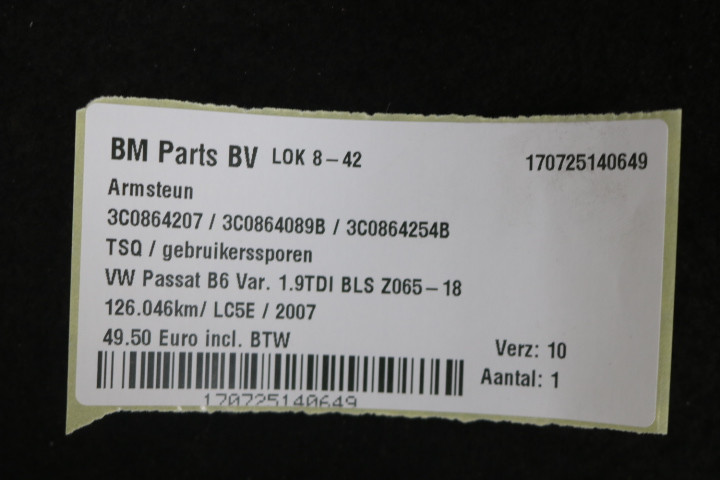 BM Parts BV LOK 8-42 170725140649
Armsteun
3C0864207 / 3C0864089B / 3C0864254B
TSQ / gebruikerssporen
VW Passat B6 Var. 1.9TDI BLS Z065-18
126.046km/ LC5E / 2007
49.50 Euro incl. BTW
Verz: 10
Aantal: 1
170725140649